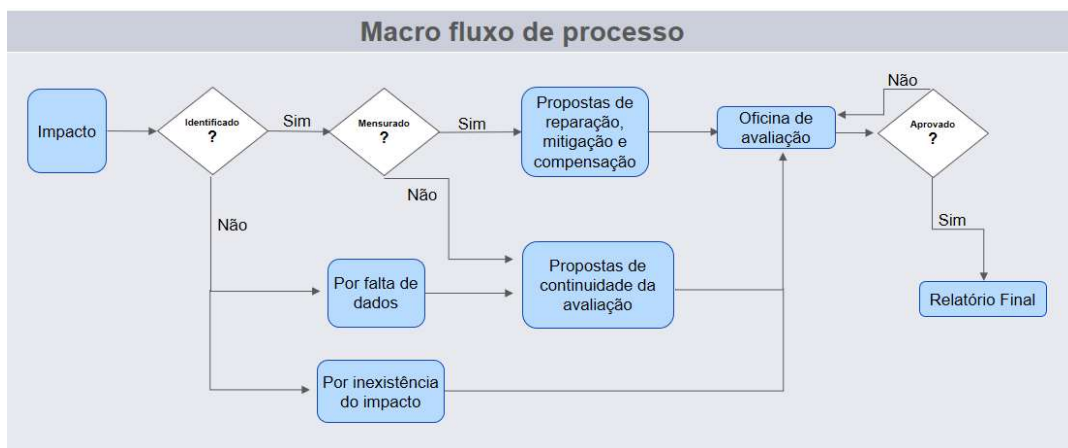 Macro fluxo de processo
Impacto
Identificado
?
Sim
Mensurado
?
Sim
Propostas de
reparação,
mitigação e
compensação
Oficina de
avaliação
Não
Aprovado
?
Não
Não
Sim
Por falta de
dados
Propostas de
continuidade da
avaliação
Relatório Final
Por inexistência
do impacto